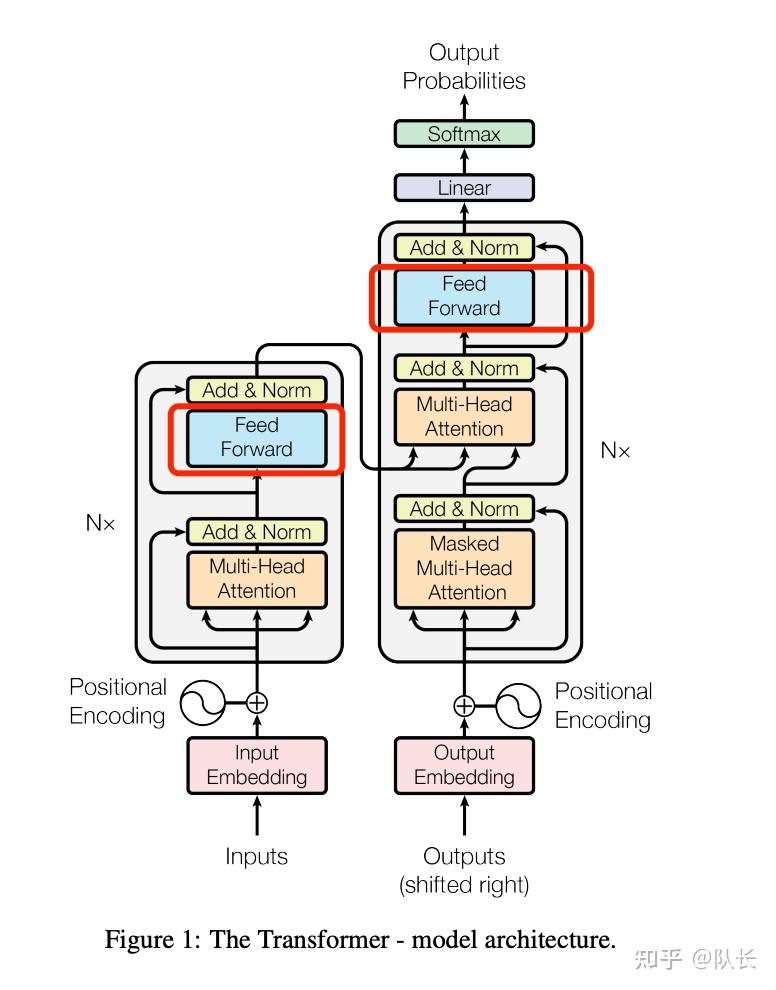 Output
Probabilities
Softmax
Linear
Add & Norm
Feed
Forward
Add & Norm
Multi-Head
Attention
N×
Add & Norm
Masked
Multi-Head
Attention
Add & Norm
Feed
Forward
N×
Add & Norm
Multi-Head
Attention
Positional
Encoding
Positional
Encoding
Input
Embedding
Output
Embedding
Inputs
Outputs
(shifted right)
Figure 1: The Transformer - model architecture.
知乎 @队长